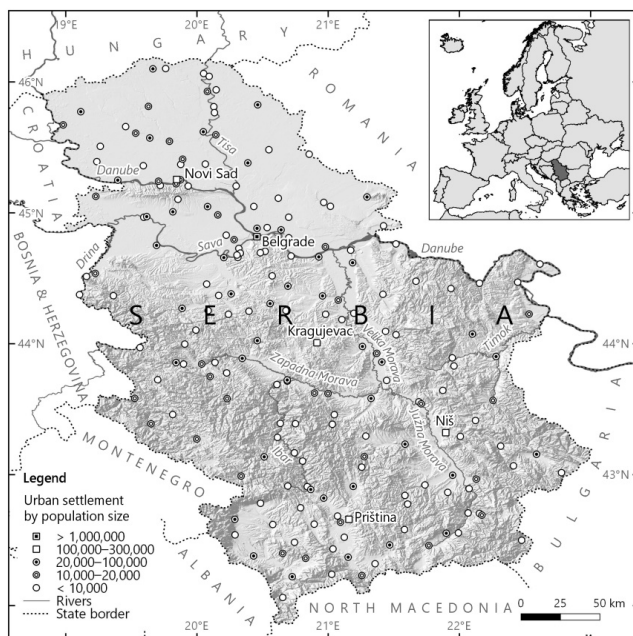 19°E
20°E
21°E
22°E
HUNGARY
46°N
ROMANIA
CROATIA
Tisa
Danube
Novi Sad
45°N
Sava
Belgrade
Danube
Drina
BOSNIA & HERZEGOVINA
SERBIA
Kragujevac
Velika Morava
Timok
44°N
Zapadna Morava
Južna Morava
Niš
Ibar
MONTENEGRO
43°N
BULGARIA
Priština
ALBANIA
NORTH MACEDONIA
Legend
Urban settlement
by population size
> 1,000,000
100,000–300,000
20,000–100,000
10,000–20,000
< 10,000
Rivers
State border
0 25 50 km
20°E
21°E
22°E